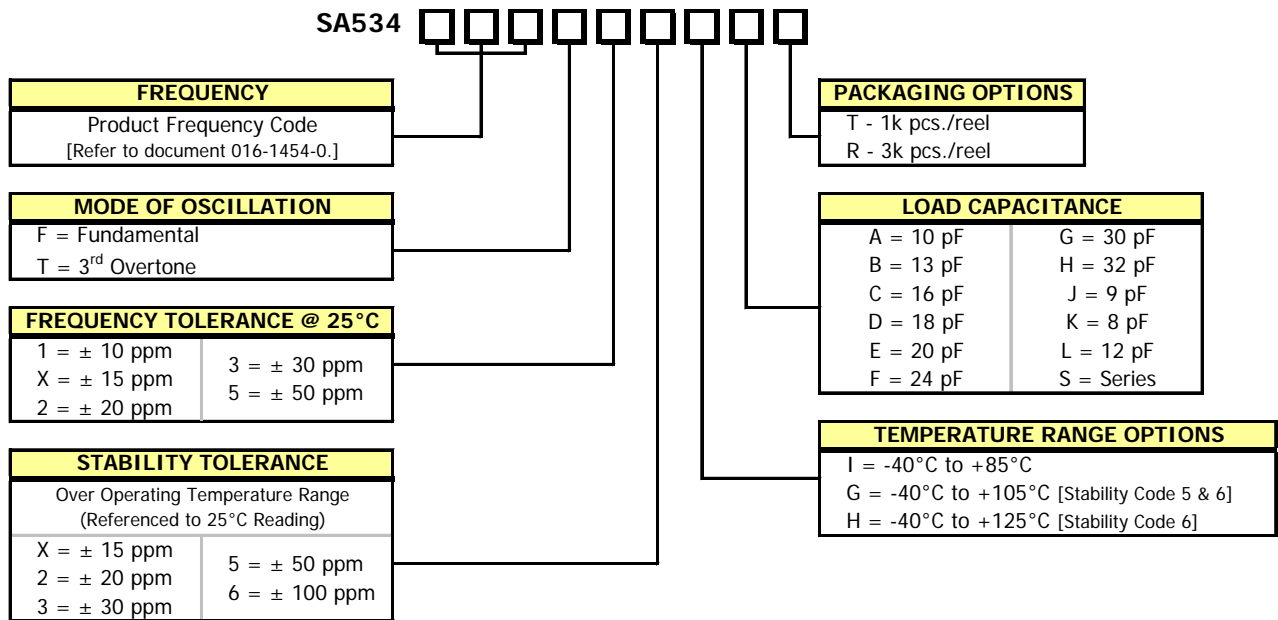 SA534
FREQUENCY
Product Frequency Code
[Refer to document 016-1454-0.]
MODE OF OSCILLATION
F = Fundamental
T = 3rd Overtone
FREQUENCY TOLERANCE @ 25°C
1 = ± 10 ppm
X = ± 15 ppm
2 = ± 20 ppm
3 = ± 30 ppm
5 = ± 50 ppm
STABILITY TOLERANCE
Over Operating Temperature Range
(Referenced to 25°C Reading)
X = ± 15 ppm
2 = ± 20 ppm
3 = ± 30 ppm
5 = ± 50 ppm
6 = ± 100 ppm
PACKAGING OPTIONS
T - 1k pcs./reel
R - 3k pcs./reel
LOAD CAPACITANCE
A = 10 pF
B = 13 pF
C = 16 pF
D = 18 pF
E = 20 pF
F = 24 pF
G = 30 pF
H = 32 pF
J = 9 pF
K = 8 pF
L = 12 pF
S = Series
TEMPERATURE RANGE OPTIONS
I = -40°C to +85°C
G = -40°C to +105°C [Stability Code 5 & 6]
H = -40°C to +125°C [Stability Code 6]